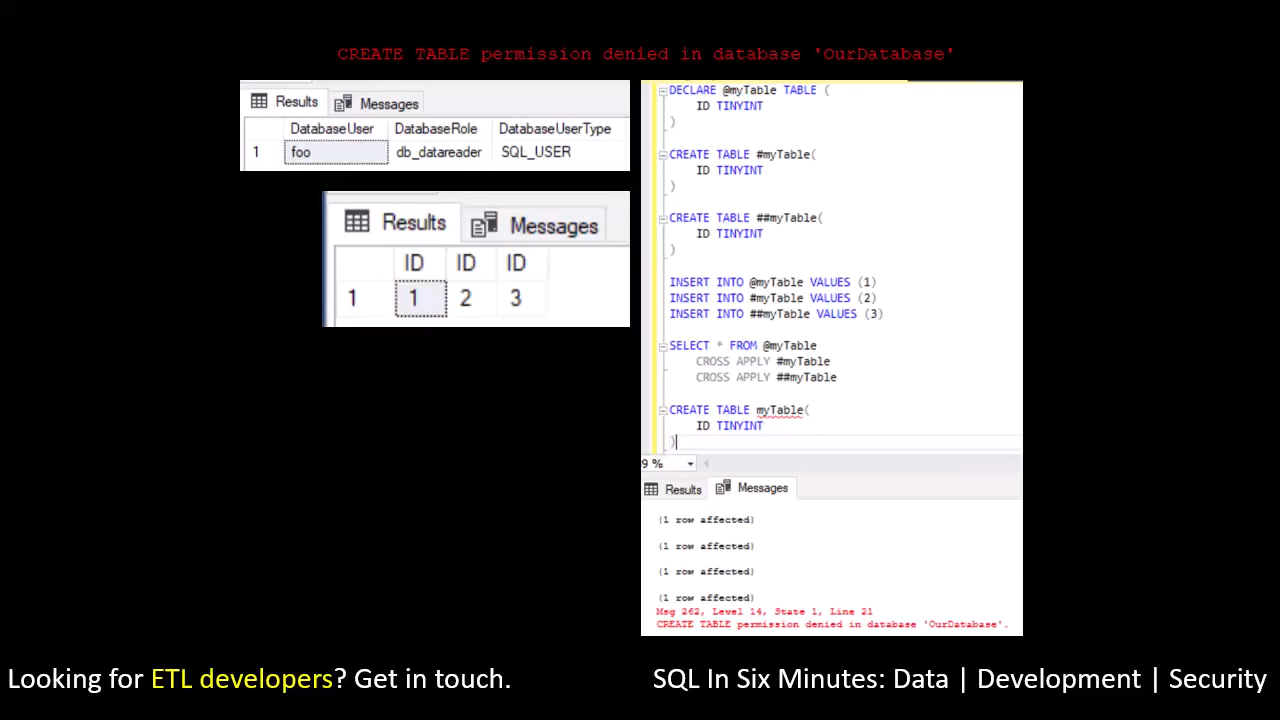 CREATE TABLE permission denied in database 'OurDatabase'
Results Messages
DatabaseUser DatabaseRole DatabaseUserType
1 foo db_datareader SQL_USER
Results Messages
ID ID ID
1 1 2 3
DECLARE @myTable TABLE (
ID TINYINT
)
CREATE TABLE #myTable(
ID TINYINT
)
CREATE TABLE ##myTable(
ID TINYINT
)
INSERT INTO @myTable VALUES (1)
INSERT INTO #myTable VALUES (2)
INSERT INTO ##myTable VALUES (3)
SELECT * FROM @myTable
CROSS APPLY #myTable
CROSS APPLY ##myTable
CREATE TABLE myTable(
ID TINYINT
)
9 %
Results Messages
(1 row affected)
(1 row affected)
(1 row affected)
(1 row affected)
Msg 262, Level 14, State 1, Line 21
CREATE TABLE permission denied in database 'OurDatabase'.
Looking for ETL developers? Get in touch.
SQL In Six Minutes: Data | Development | Security